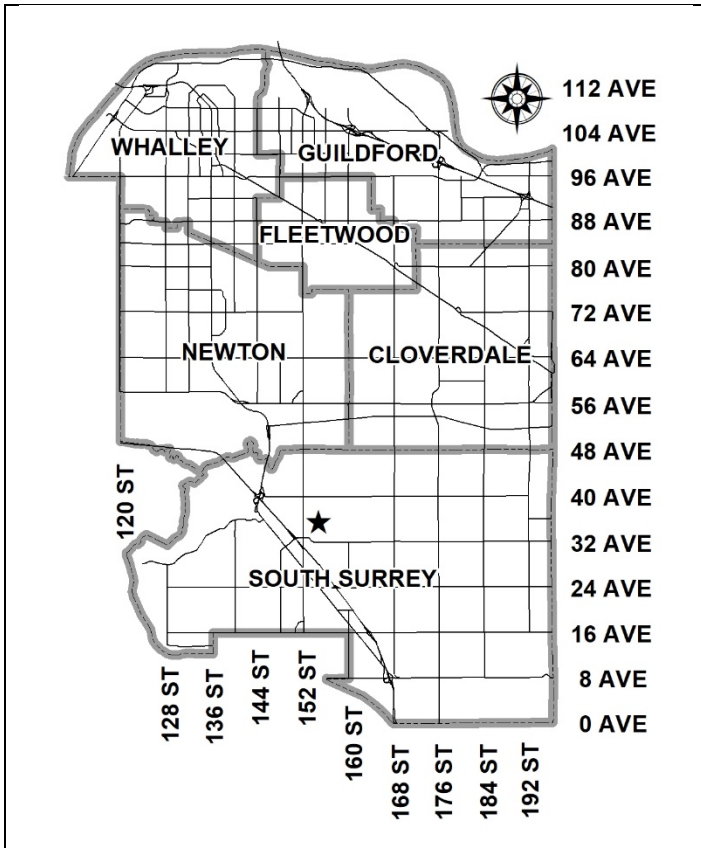 112 AVE
104 AVE
WHALLEY
GUILDFORD
96 AVE
88 AVE
FLEETWOOD
80 AVE
72 AVE
NEWTON
CLOVERDALE
64 AVE
56 AVE
48 AVE
120 ST
40 AVE
32 AVE
SOUTH SURREY
24 AVE
16 AVE
8 AVE
0 AVE
128 ST
136 ST
144 ST
152 ST
160 ST
168 ST
176 ST
184 ST
192 ST